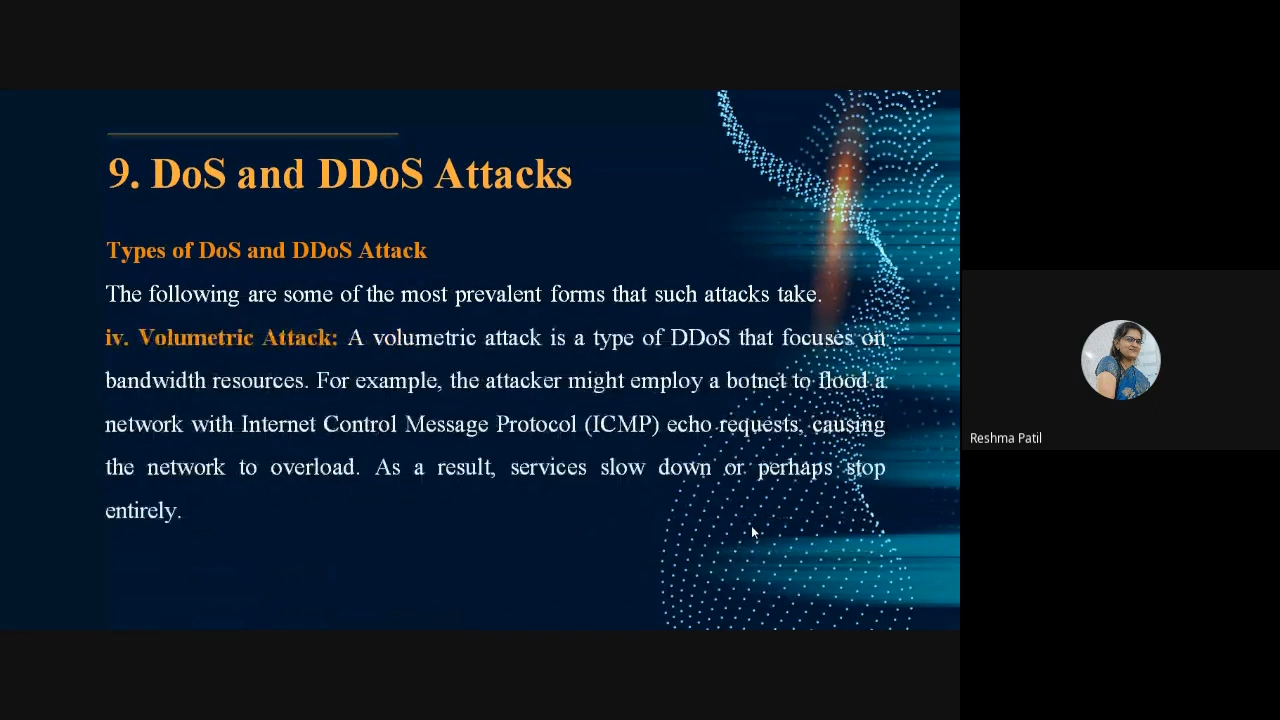 9. DoS and DDoS Attacks
Types of DoS and DDoS Attack
The following are some of the most prevalent forms that such attacks take.
iv. Volumetric Attack: A volumetric attack is a type of DDoS that focuses on
bandwidth resources. For example, the attacker might employ a botnet to flood a
network with Internet Control Message Protocol (ICMP) echo requests, causing
the network to overload. As a result, services slow down or perhaps stop
entirely.
Reshma Patil